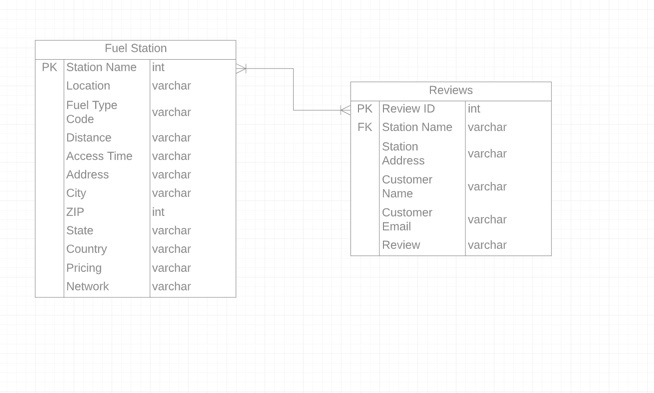 Fuel Station
PK Station Name int
Location varchar
Fuel Type
Code varchar
Distance varchar
Access Time varchar
Address varchar
City varchar
ZIP int
State varchar
Country varchar
Pricing varchar
Network varchar
Reviews
PK Review ID int
FK Station Name varchar
Station
Address varchar
Customer
Name varchar
Customer
Email varchar
Review varchar